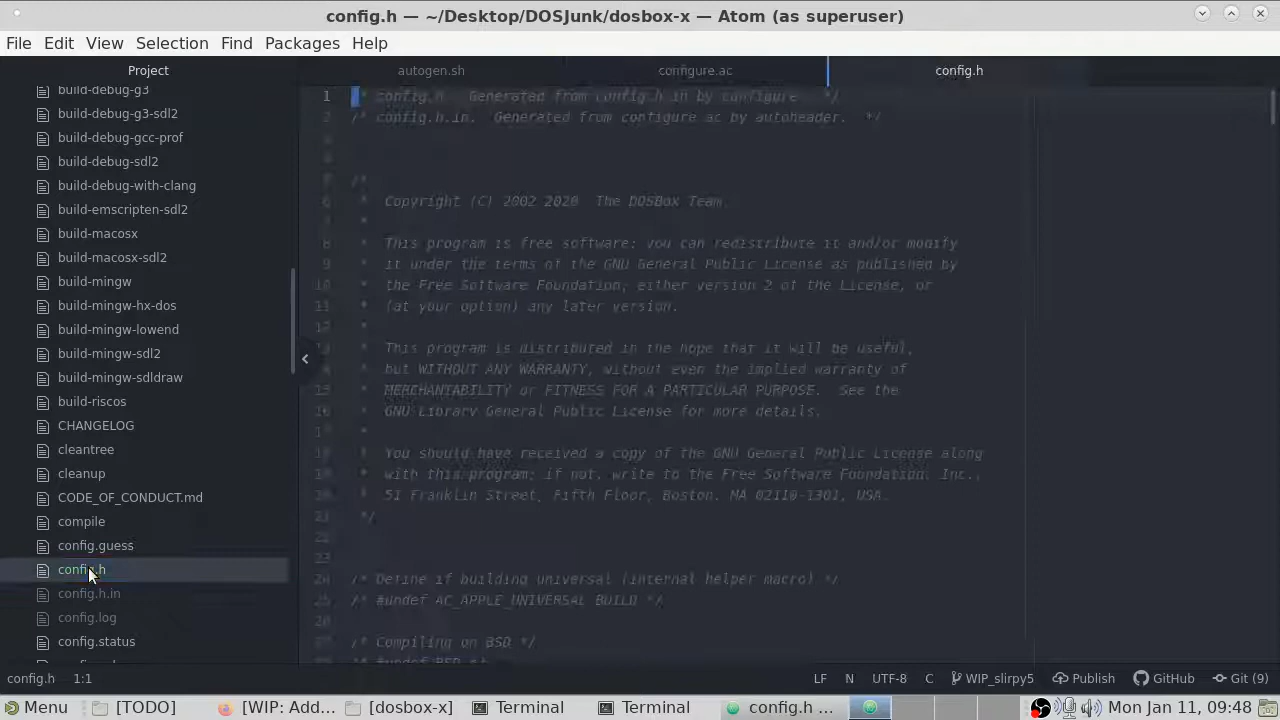 config.h — ~/Desktop/DOSJunk/dosbox-x — Atom (as superuser)
File Edit View Selection Find Packages Help
Project
autogen.sh
configure.ac
config.h
build-debug-g3
build-debug-g3-sdl2
build-debug-gcc-prof
build-debug-sdl2
build-debug-with-clang
build-emscripten-sdl2
build-macosx
build-macosx-sdl2
build-mingw
build-mingw-hx-dos
build-mingw-lowend
build-mingw-sdl2
build-mingw-sdldraw
build-riscos
CHANGELOG
cleantree
cleanup
CODE_OF_CONDUCT.md
compile
config.guess
config.h
config.h.in
config.log
config.status
1 * config.h. Generated from config.h.in by configure. */
2 /* config.h.in. Generated from configure.ac by autoheader. */
/*
6 * Copyright (C) 2002-2020 The DOSBox Team
*
8 * This program is free software; you can redistribute it and/or modify
9 * it under the terms of the GNU General Public License as published by
10 * the Free Software Foundation; either version 2 of the License, or
11 * (at your option) any later version.
12 *
13 * This program is distributed in the hope that it will be useful,
14 * but WITHOUT ANY WARRANTY; without even the implied warranty of
15 * MERCHANTABILITY or FITNESS FOR A PARTICULAR PURPOSE. See the
16 * GNU Library General Public License for more details.
17 *
18 * You should have received a copy of the GNU General Public License along
19 * with this program; if not, write to the Free Software Foundation, Inc.,
20 * 51 Franklin Street, Fifth Floor, Boston, MA 02110-1301, USA.
21 */
22
23
24 /* Define if building universal (internal helper macro) */
25 /* #undef AC_APPLE_UNIVERSAL_BUILD */
26
27 /* Compiling on BSD */
/* #undef BSD */
config.h 1:1
LF N UTF-8 C WIP_slirpy5 Publish GitHub Git (9)
Menu [TODO] [WIP: Add... [dosbox-x] Terminal Terminal config.h ... Mon Jan 11, 09:48